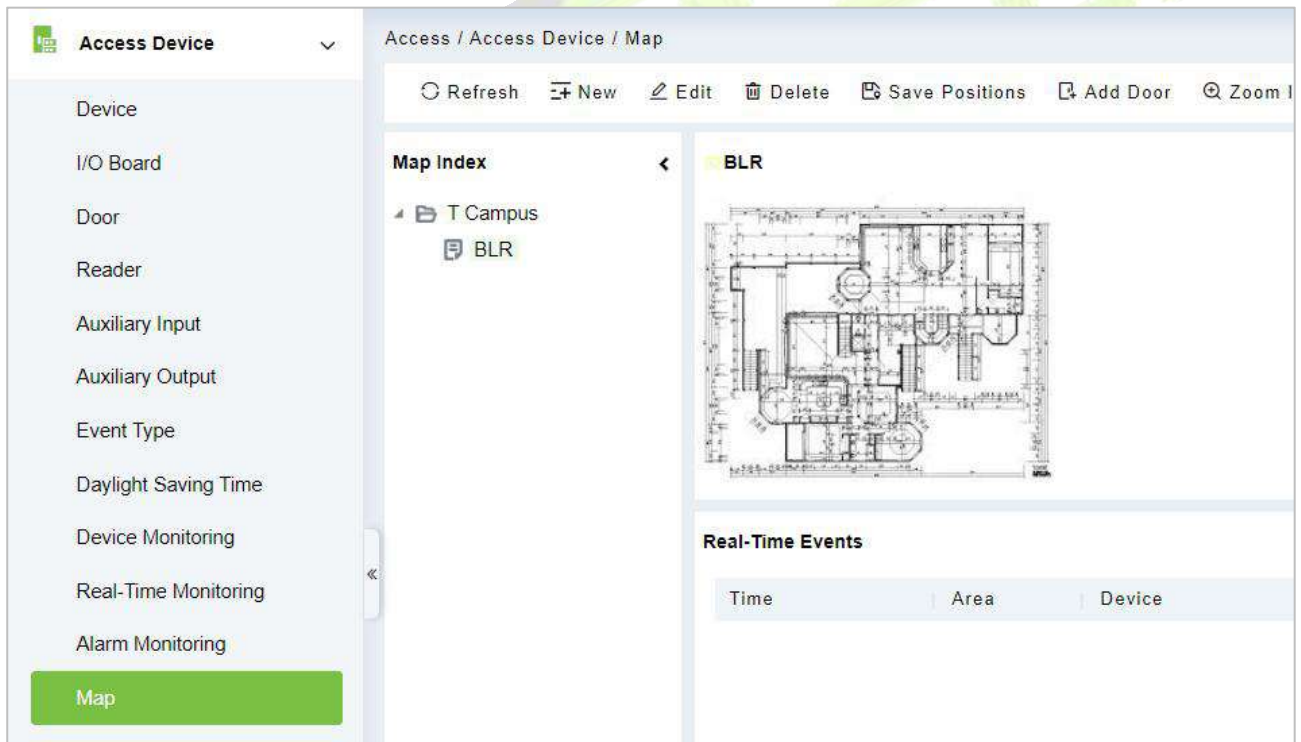 Access Device
Device
I/O Board
Door
Reader
Auxiliary Input
Auxiliary Output
Event Type
Daylight Saving Time
Device Monitoring
Real-Time Monitoring
Alarm Monitoring
Map
Access / Access Device / Map
Refresh New Edit Delete Save Positions Add Door Zoom I
Map Index
T Campus
BLR
BLR
Real-Time Events
Time Area Device